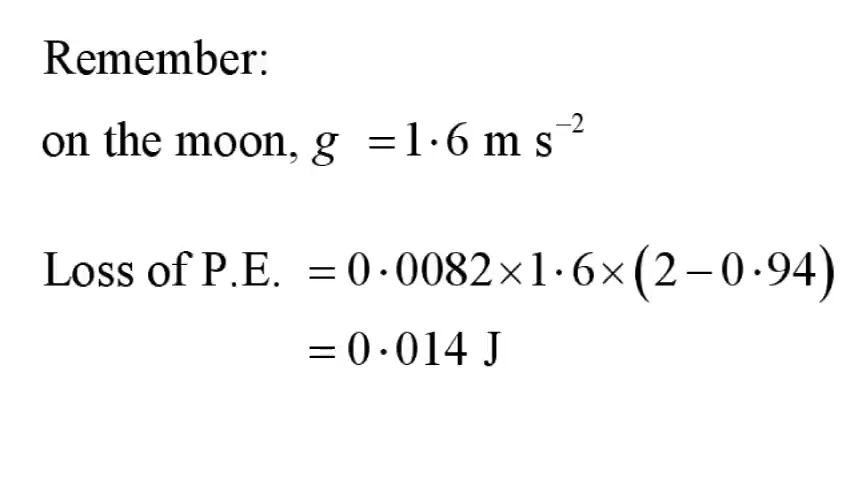 Remember:
on the moon, g = 1·6 m s⁻²
Loss of P.E. = 0·0082×1·6×(2−0·94)
= 0·014 J